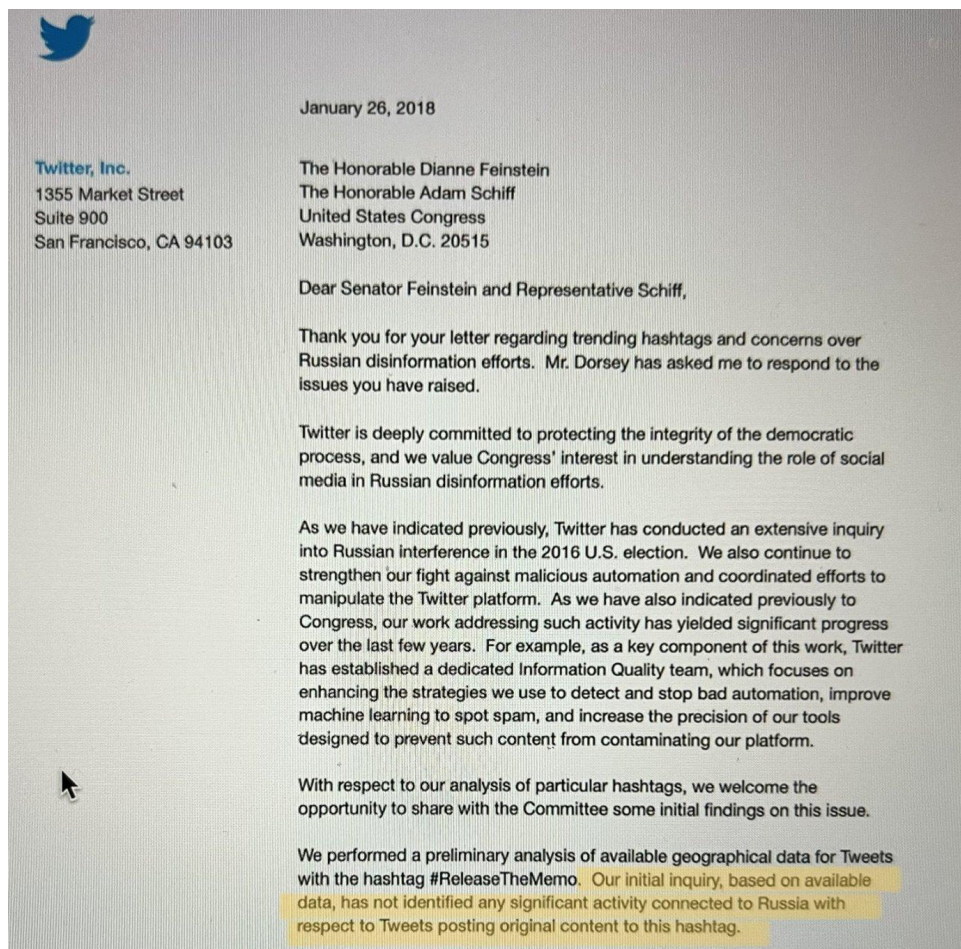 January 26, 2018
Twitter, Inc.
1355 Market Street
Suite 900
San Francisco, CA 94103
The Honorable Dianne Feinstein
The Honorable Adam Schiff
United States Congress
Washington, D.C. 20515
Dear Senator Feinstein and Representative Schiff,
Thank you for your letter regarding trending hashtags and concerns over
Russian disinformation efforts.  Mr. Dorsey has asked me to respond to the
issues you have raised.
Twitter is deeply committed to protecting the integrity of the democratic
process, and we value Congress' interest in understanding the role of social
media in Russian disinformation efforts.
As we have indicated previously, Twitter has conducted an extensive inquiry
into Russian interference in the 2016 U.S. election.  We also continue to
strengthen our fight against malicious automation and coordinated efforts to
manipulate the Twitter platform.  As we have also indicated previously to
Congress, our work addressing such activity has yielded significant progress
over the last few years.  For example, as a key component of this work, Twitter
has established a dedicated Information Quality team, which focuses on
enhancing the strategies we use to detect and stop bad automation, improve
machine learning to spot spam, and increase the precision of our tools
designed to prevent such content from contaminating our platform.
With respect to our analysis of particular hashtags, we welcome the
opportunity to share with the Committee some initial findings on this issue.
We performed a preliminary analysis of available geographical data for Tweets
with the hashtag #ReleaseTheMemo.  Our initial inquiry, based on available
data, has not identified any significant activity connected to Russia with
respect to Tweets posting original content to this hashtag.